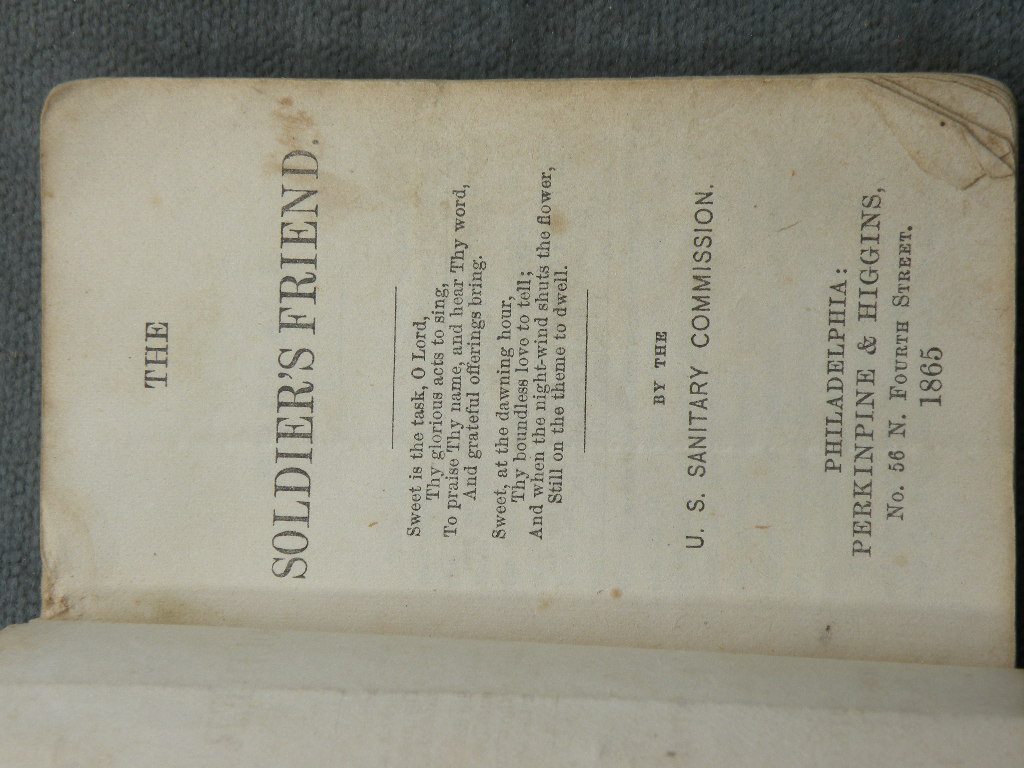 THE
SOLDIER'S FRIEND.
Sweet is the task, O Lord,
Thy glorious acts to sing,
To praise Thy name, and hear Thy word,
And grateful offerings bring.
Sweet, at the dawning hour,
Thy boundless love to tell;
And when the night-wind shuts the flower,
Still on the theme to dwell.
BY THE
U. S. SANITARY COMMISSION.
PHILADELPHIA:
PERKINPINE & HIGGINS,
No. 56 N. FOURTH STREET.
1865